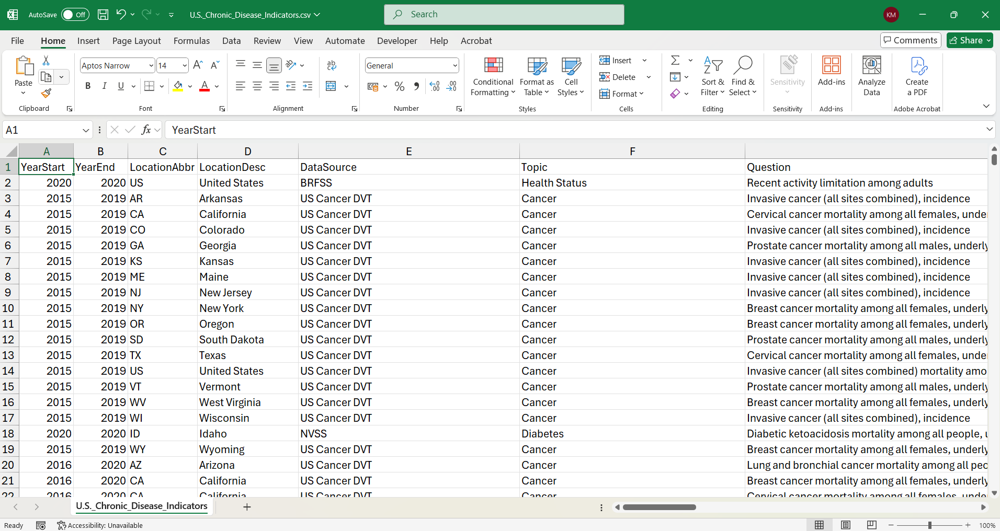 AutoSave Off U.S._Chronic_Disease_Indicators.csv Search KM
File Home Insert Page Layout Formulas Data Review View Automate Developer Help Acrobat Comments Share
Paste Aptos Narrow 14 A A ab General Conditional Formatting Format as Table Cell Styles Insert Delete Format Sort & Filter Find & Select Sensitivity Add-ins Analyze Data Create a PDF
B I U A % .00 .00
Clipboard Font Alignment Number Styles Cells Editing Sensitivity Add-ins Adobe Acrobat
A1 fx YearStart
A B C D E F
1 YearStart YearEnd LocationAbbr LocationDesc DataSource Topic Question
2 2020 2020 US United States BRFSS Health Status Recent activity limitation among adults
3 2015 2019 AR Arkansas US Cancer DVT Cancer Invasive cancer (all sites combined), incidence
4 2015 2019 CA California US Cancer DVT Cancer Cervical cancer mortality among all females, unde
5 2015 2019 CO Colorado US Cancer DVT Cancer Invasive cancer (all sites combined), incidence
6 2015 2019 GA Georgia US Cancer DVT Cancer Prostate cancer mortality among all males, underly
7 2015 2019 KS Kansas US Cancer DVT Cancer Invasive cancer (all sites combined), incidence
8 2015 2019 ME Maine US Cancer DVT Cancer Invasive cancer (all sites combined), incidence
9 2015 2019 NJ New Jersey US Cancer DVT Cancer Invasive cancer (all sites combined), incidence
10 2015 2019 NY New York US Cancer DVT Cancer Breast cancer mortality among all females, underly
11 2015 2019 OR Oregon US Cancer DVT Cancer Breast cancer mortality among all females, underly
12 2015 2019 SD South Dakota US Cancer DVT Cancer Prostate cancer mortality among all males, underly
13 2015 2019 TX Texas US Cancer DVT Cancer Cervical cancer mortality among all females, unde
14 2015 2019 US United States US Cancer DVT Cancer Invasive cancer (all sites combined) mortality amo
15 2015 2019 VT Vermont US Cancer DVT Cancer Prostate cancer mortality among all males, underly
16 2015 2019 WV West Virginia US Cancer DVT Cancer Breast cancer mortality among all females, underly
17 2015 2019 WI Wisconsin US Cancer DVT Cancer Invasive cancer (all sites combined), incidence
18 2020 2020 ID Idaho NVSS Diabetes Diabetic ketoacidosis mortality among all people, u
19 2015 2019 WY Wyoming US Cancer DVT Cancer Breast cancer mortality among all females, underly
20 2016 2020 AZ Arizona US Cancer DVT Cancer Lung and bronchial cancer mortality among all peo
21 2016 2020 CA California US Cancer DVT Cancer Breast cancer mortality among all females, underly
22 2016 2020 CA California US Cancer DVT Cancer Cervical cancer mortality among all females, unde
U.S._Chronic_Disease_Indicators
Ready Accessibility: Unavailable 100%